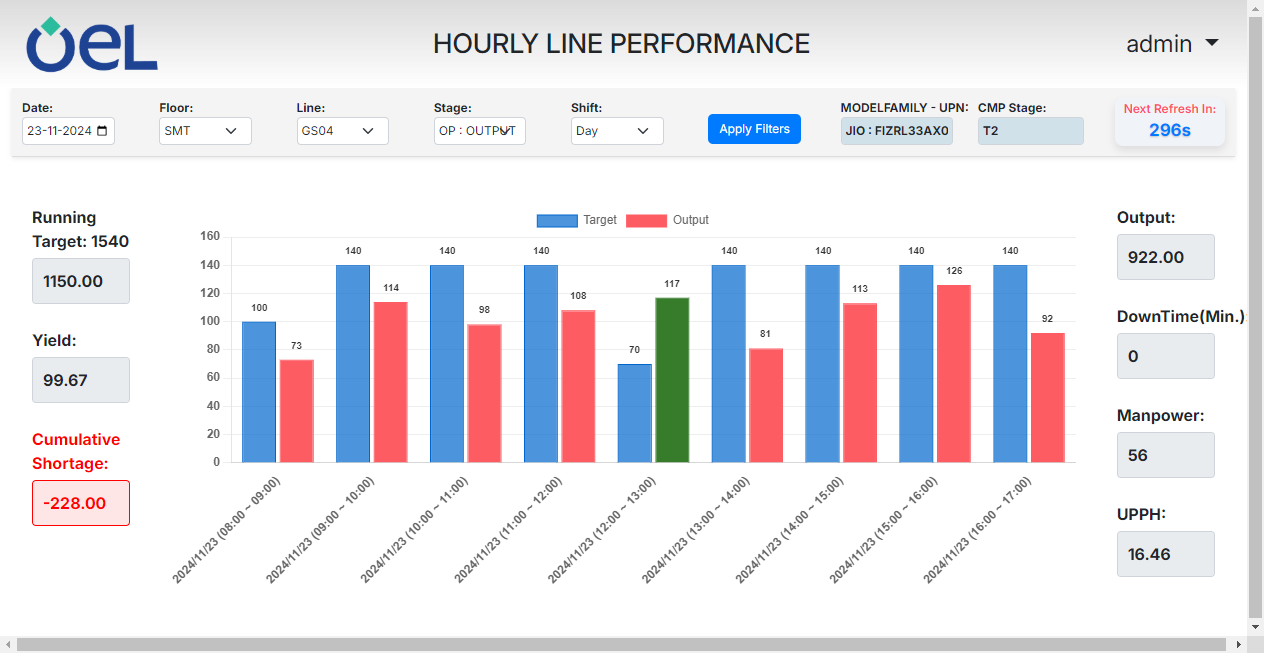 oeL
HOURLY LINE PERFORMANCE
admin
Date:
23-11-2024
Floor:
SMT
Line:
GS04
Stage:
OP : OUTPUT
Shift:
Day
Apply Filters
MODELFAMILY - UPN:
JIO : FIZRL33AX0
CMP Stage:
T2
Next Refresh In:
296s
Running
Target: 1540
1150.00
Yield:
99.67
Cumulative
Shortage:
-228.00
Target Output
160
140
120
100
80
60
40
20
0
100 73
140 114
140 98
140 108
70 117
140 81
140 113
140 126
140 92
2024/11/23 (08:00 ~ 09:00)
2024/11/23 (09:00 ~ 10:00)
2024/11/23 (10:00 ~ 11:00)
2024/11/23 (11:00 ~ 12:00)
2024/11/23 (12:00 ~ 13:00)
2024/11/23 (13:00 ~ 14:00)
2024/11/23 (14:00 ~ 15:00)
2024/11/23 (15:00 ~ 16:00)
2024/11/23 (16:00 ~ 17:00)
Output:
922.00
DownTime(Min.):
0
Manpower:
56
UPPH:
16.46